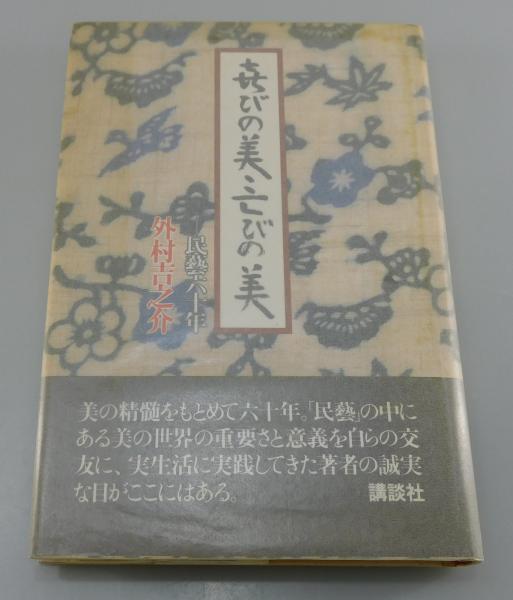 喜びの美・亡びの美
—民藝六十年
外村吉之介
美の精髄をもとめて六十年。「民藝」の中に
ある美の世界の重要さと意義を自らの交
友に、実生活に実践してきた著者の誠実
な目がここにはある。
講談社